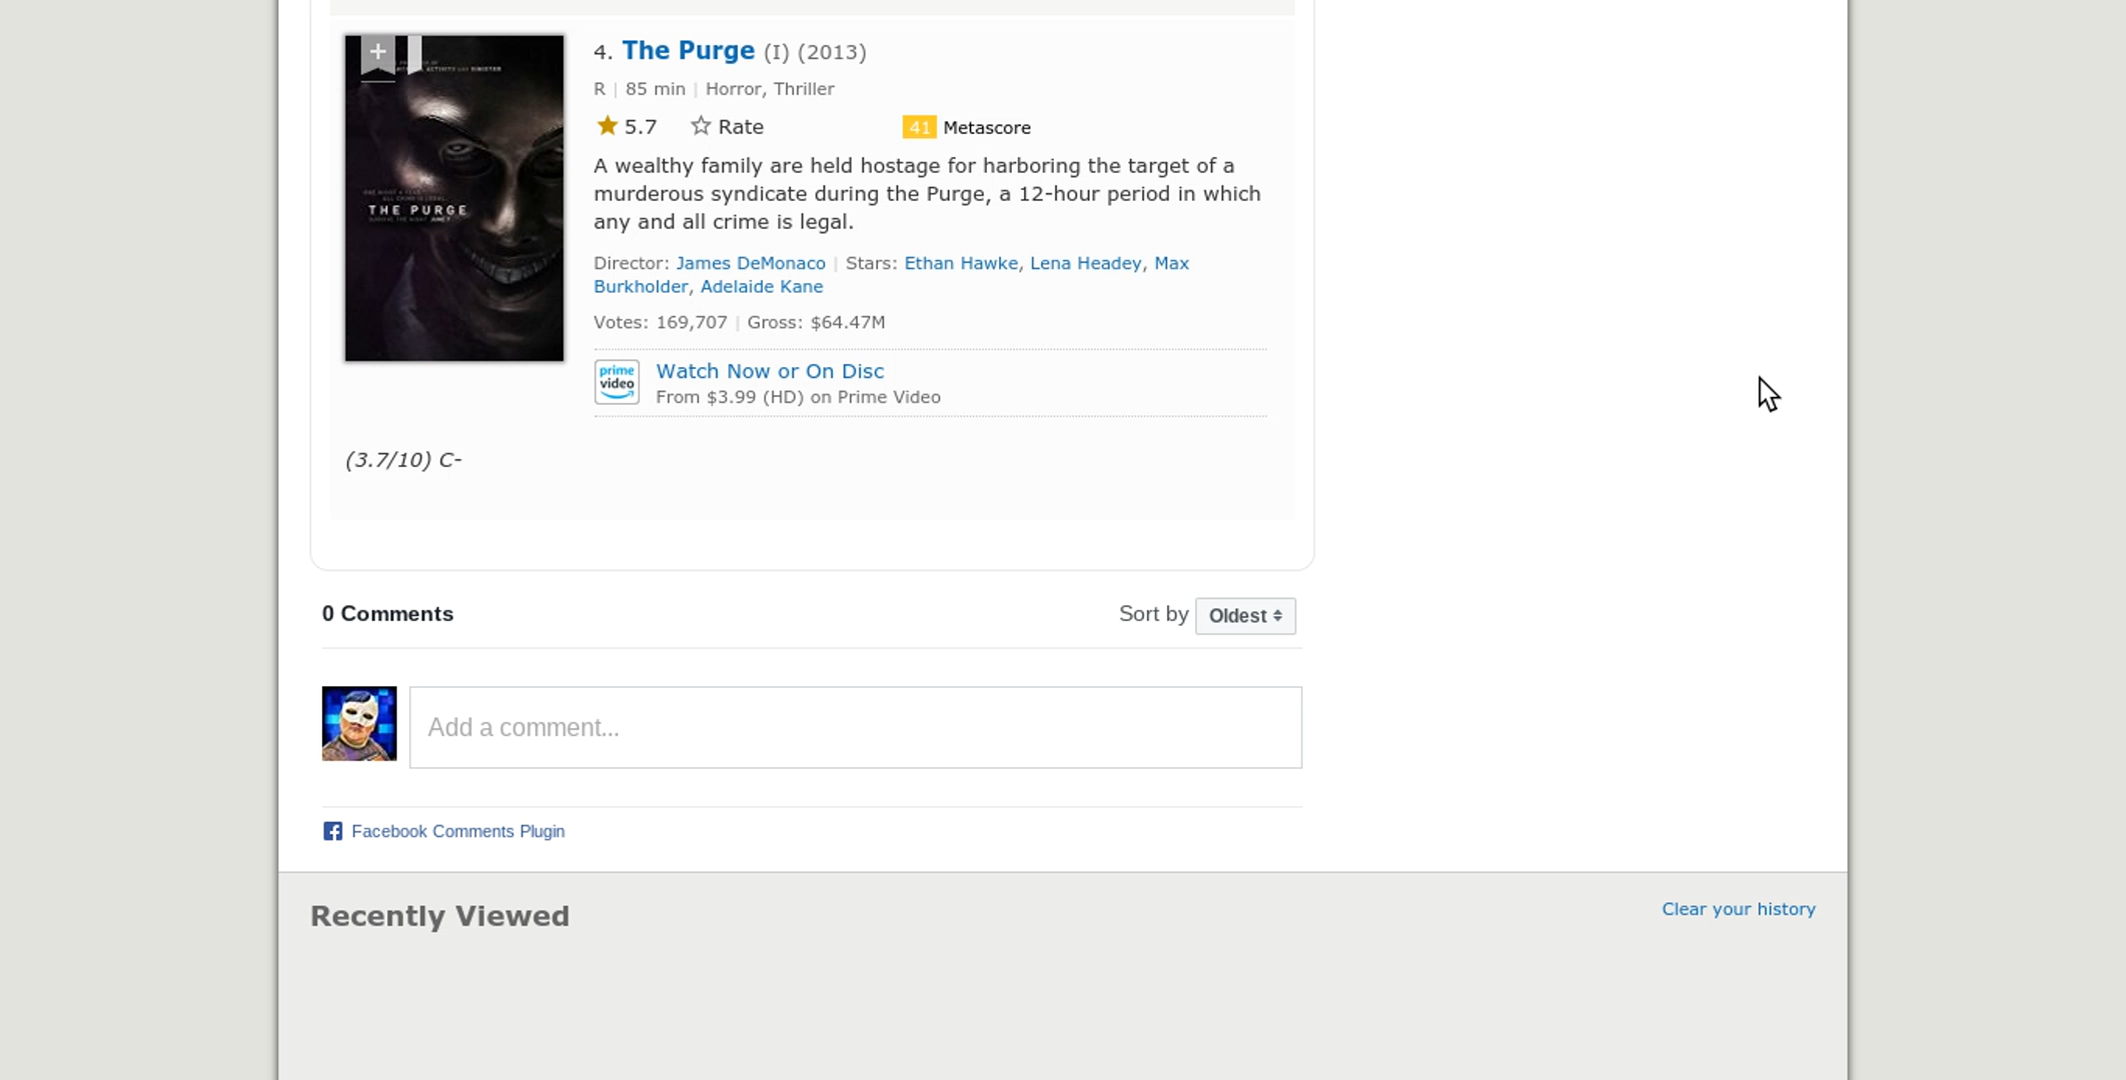 4. The Purge (I) (2013)
R | 85 min | Horror, Thriller
5.7 Rate 41 Metascore
A wealthy family are held hostage for harboring the target of a
murderous syndicate during the Purge, a 12-hour period in which
any and all crime is legal.
Director: James DeMonaco | Stars: Ethan Hawke, Lena Headey, Max
Burkholder, Adelaide Kane
Votes: 169,707 | Gross: $64.47M
THE PURGE
prime
video
Watch Now or On Disc
From $3.99 (HD) on Prime Video
(3.7/10) C-
0 Comments
Sort by Oldest
Add a comment...
Facebook Comments Plugin
Recently Viewed
Clear your history